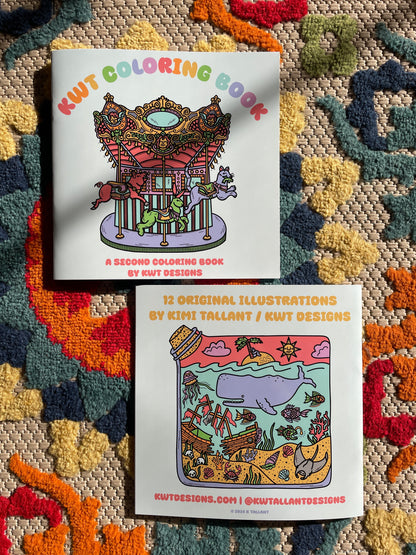 KWT COLORING BOOK
A SECOND COLORING BOOK
BY KWT DESIGNS
12 ORIGINAL ILLUSTRATIONS
BY KIMI TALLANT / KWT DESIGNS
KWTDESIGNS.COM | @KWTALLANTDESIGNS
© 2024 K TALLANT